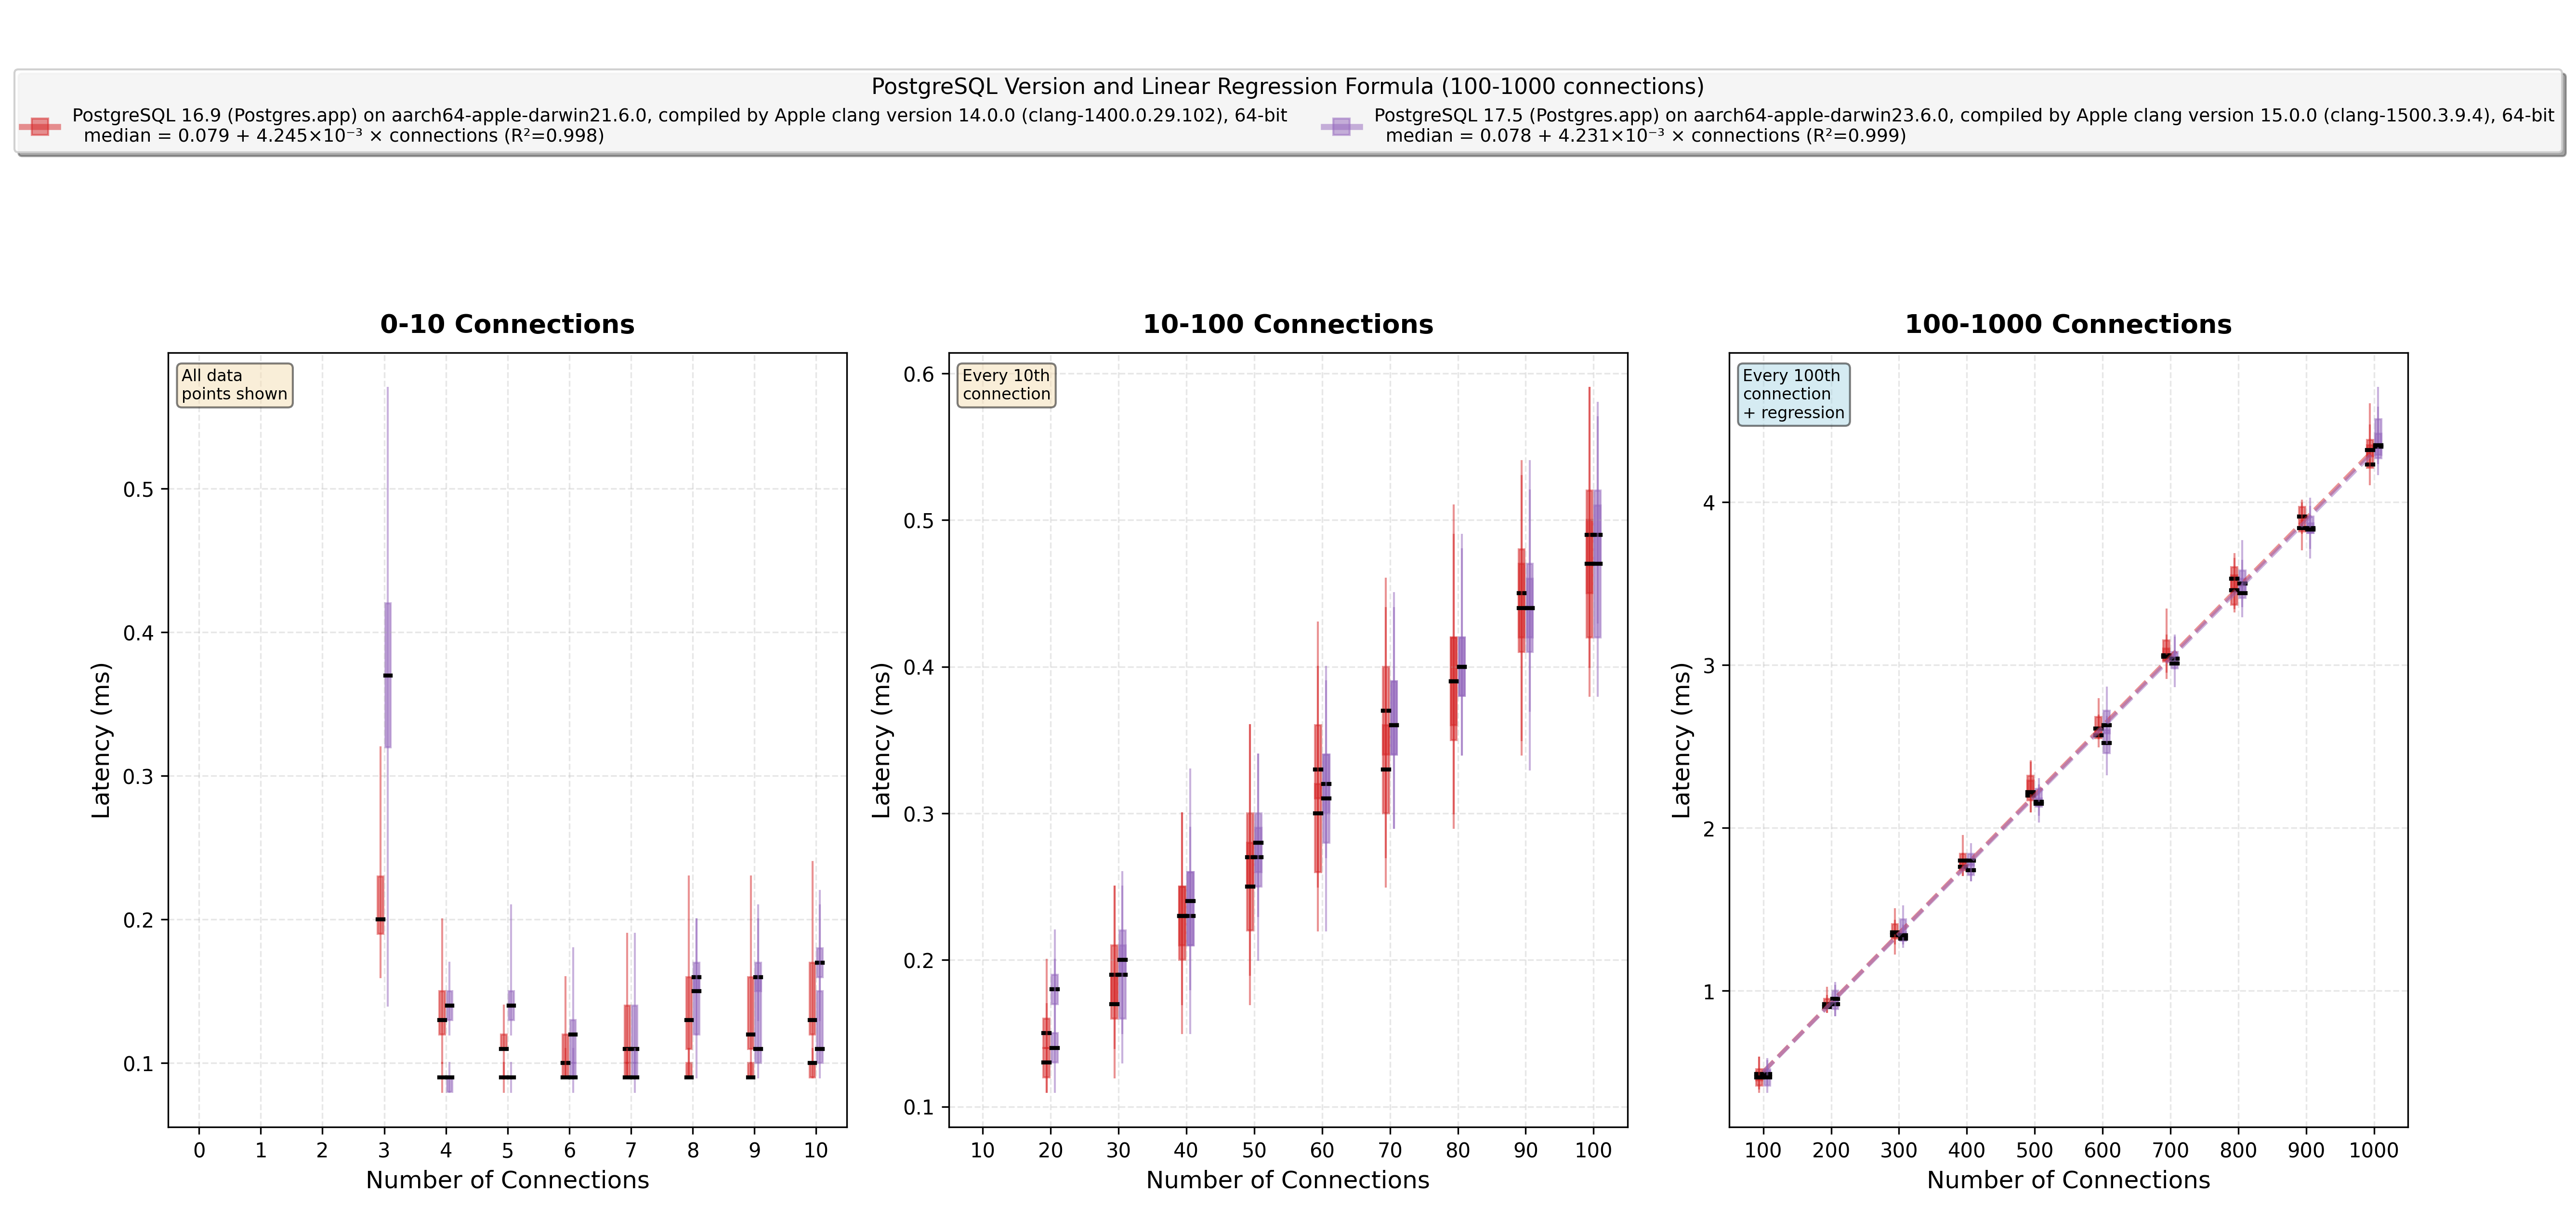 PostgreSQL Version and Linear Regression Formula (100-1000 connections)
PostgreSQL 16.9 (Postgres.app) on aarch64-apple-darwin21.6.0, compiled by Apple clang version 14.0.0 (clang-1400.0.29.102), 64-bit
median = 0.079 + 4.245×10⁻³ × connections (R²=0.998)
PostgreSQL 17.5 (Postgres.app) on aarch64-apple-darwin23.6.0, compiled by Apple clang version 15.0.0 (clang-1500.3.9.4), 64-bit
median = 0.078 + 4.231×10⁻³ × connections (R²=0.999)
0-10 Connections
All data
points shown
Latency (ms)
0.5
0.4
0.3
0.2
0.1
0 1 2 3 4 5 6 7 8 9 10
Number of Connections
10-100 Connections
Every 10th
connection
Latency (ms)
0.6
0.5
0.4
0.3
0.2
0.1
10 20 30 40 50 60 70 80 90 100
Number of Connections
100-1000 Connections
Every 100th
connection
+ regression
Latency (ms)
4
3
2
1
100 200 300 400 500 600 700 800 900 1000
Number of Connections